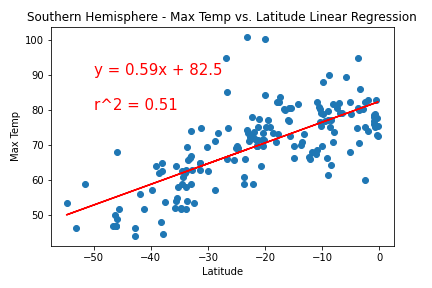 Southern Hemisphere - Max Temp vs. Latitude Linear Regression
100
90
80
70
60
50
Max Temp
y = 0.59x + 82.5
r^2 = 0.51
−50 −40 −30 −20 −10 0
Latitude